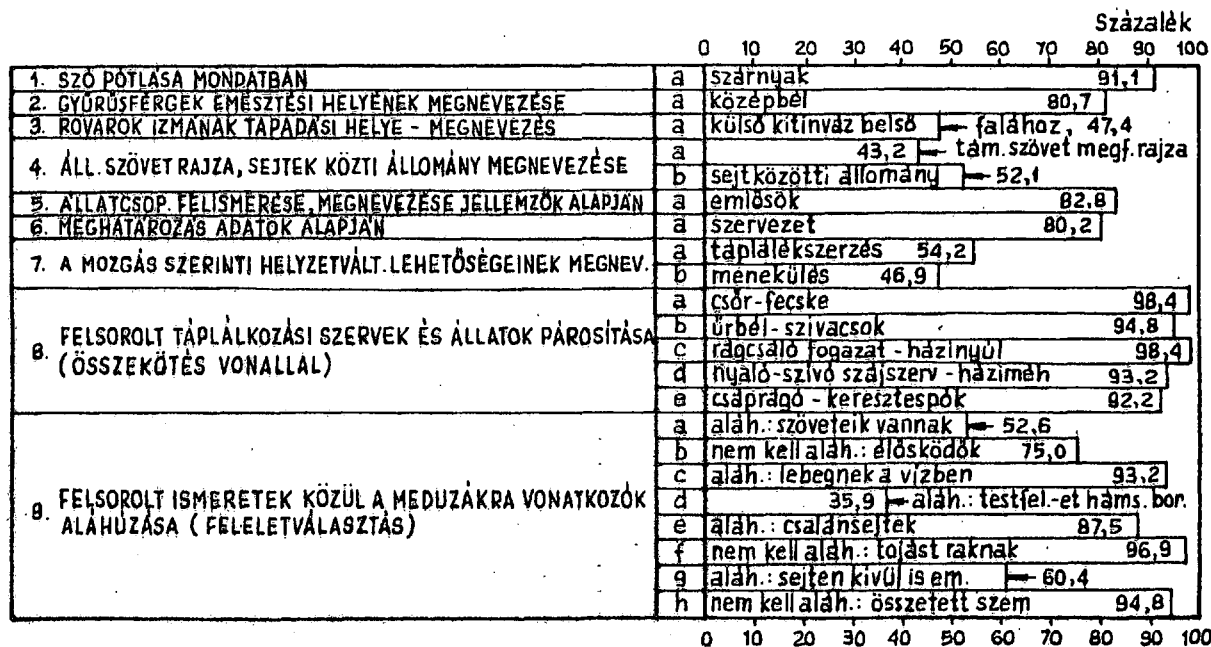 Százalék
0 10 20 30 40 50 60 70 80 90 100
1. SZÓ PÓTLÁSA MONDATBAN a szárnyak 91,1
2. GYŰRŰSFÉRGEK EMÉSZTÉSI HELYÉNEK MEGNEVEZÉSE a középbél 80,7
3. ROVAROK IZMÁNAK TAPADÁSI HELYE - MEGNEVEZÉS a külső kitinváz belső falához, 47,4
4. ÁLL. SZÖVET RAJZA, SEJTEK KÖZTI ÁLLOMÁNY MEGNEVEZÉSE a 43,2 tám. szövet megf. rajza
b sejtközötti állomány 52,1
5. ÁLLATCSOP. FELISMERÉSE, MEGNEVEZÉSE JELLEMZŐK ALAPJÁN a emlősök 82,8
6. MEGHATÁROZÁS ADATOK ALAPJÁN a szervezet 80,2
7. A MOZGÁS SZERINTI HELYZETVÁLT. LEHETŐSÉGEINEK MEGNEV. a táplálékszerzés 54,2
b menekülés 46,9
8. FELSOROLT TÁPLÁLKOZÁSI SZERVEK ÉS ÁLLATOK PÁROSÍTÁSA (ÖSSZEKÖTÉS VONALLAL) a csőr-fecske 98,4
b űrbél-szivacsok 94,8
c rágcsáló fogazat-házinyúl 98,4
d nyaló-szívó szájszerv-háziméh 93,2
e csáprágó-keresztespók 92,2
9. FELSOROLT ISMERETEK KÖZÜL A MEDUZÁKRA VONATKOZÓK ALÁHÚZÁSA (FELELETVÁLASZTÁS) a aláh.: szöveteik vannak 52,6
b nem kell aláh.: élősködők 75,0
c aláh.: lebegnek a vízben 93,2
d 35,9 aláh.: testfel.-et háms. bor.
e aláh.: csalánsejtek 87,5
f nem kell aláh.: tojást raknak 96,9
g aláh.: sejten kívül is em. 60,4
h nem kell aláh.: összetett szem 94,8
0 10 20 30 40 50 60 70 80 90 100